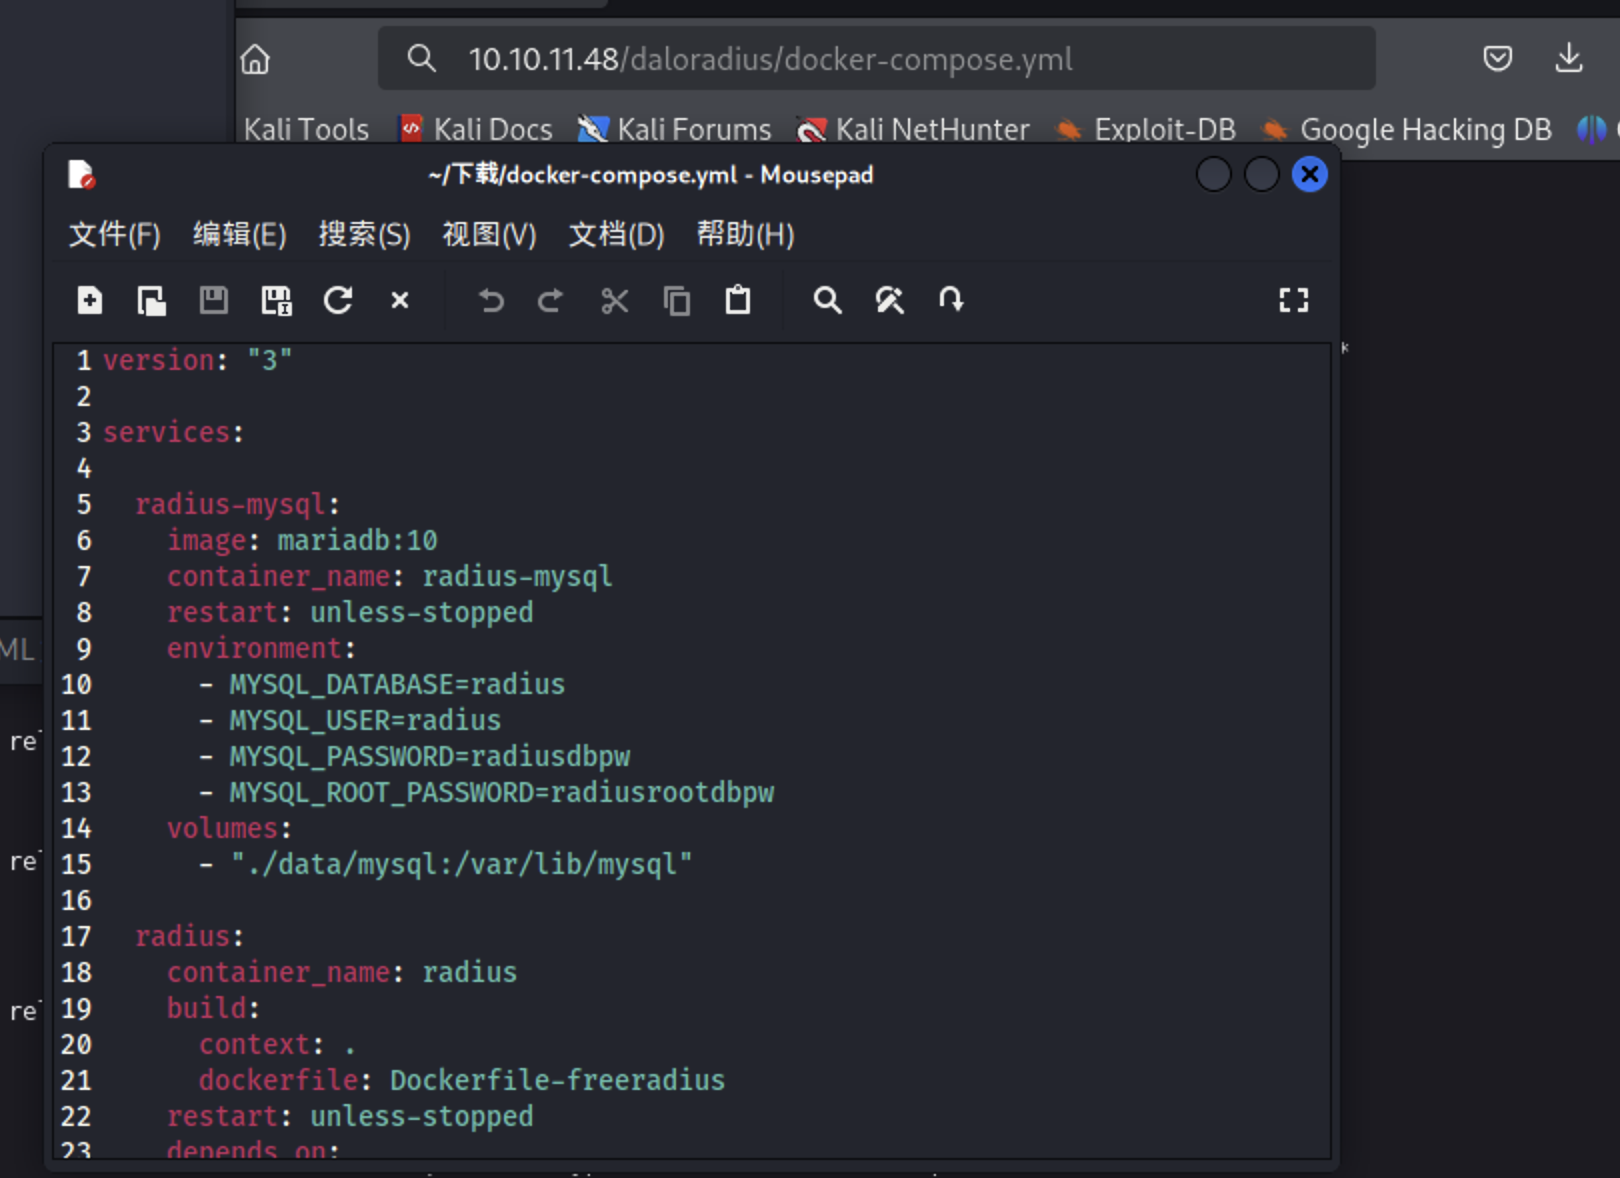 10.10.11.48/daloradius/docker-compose.yml
Kali Tools Kali Docs Kali Forums Kali NetHunter Exploit-DB Google Hacking DB
~/下载/docker-compose.yml - Mousepad
文件(F) 编辑(E) 搜索(S) 视图(V) 文档(D) 帮助(H)
1 version: "3"
2
3 services:
4
5 radius-mysql:
6 image: mariadb:10
7 container_name: radius-mysql
8 restart: unless-stopped
ML 9 environment:
10 - MYSQL_DATABASE=radius
11 - MYSQL_USER=radius
12 - MYSQL_PASSWORD=radiusdbpw
13 - MYSQL_ROOT_PASSWORD=radiusrootdbpw
14 volumes:
15 - "./data/mysql:/var/lib/mysql"
16
17 radius:
18 container_name: radius
19 build:
20 context: .
21 dockerfile: Dockerfile-freeradius
22 restart: unless-stopped
23 depends_on: